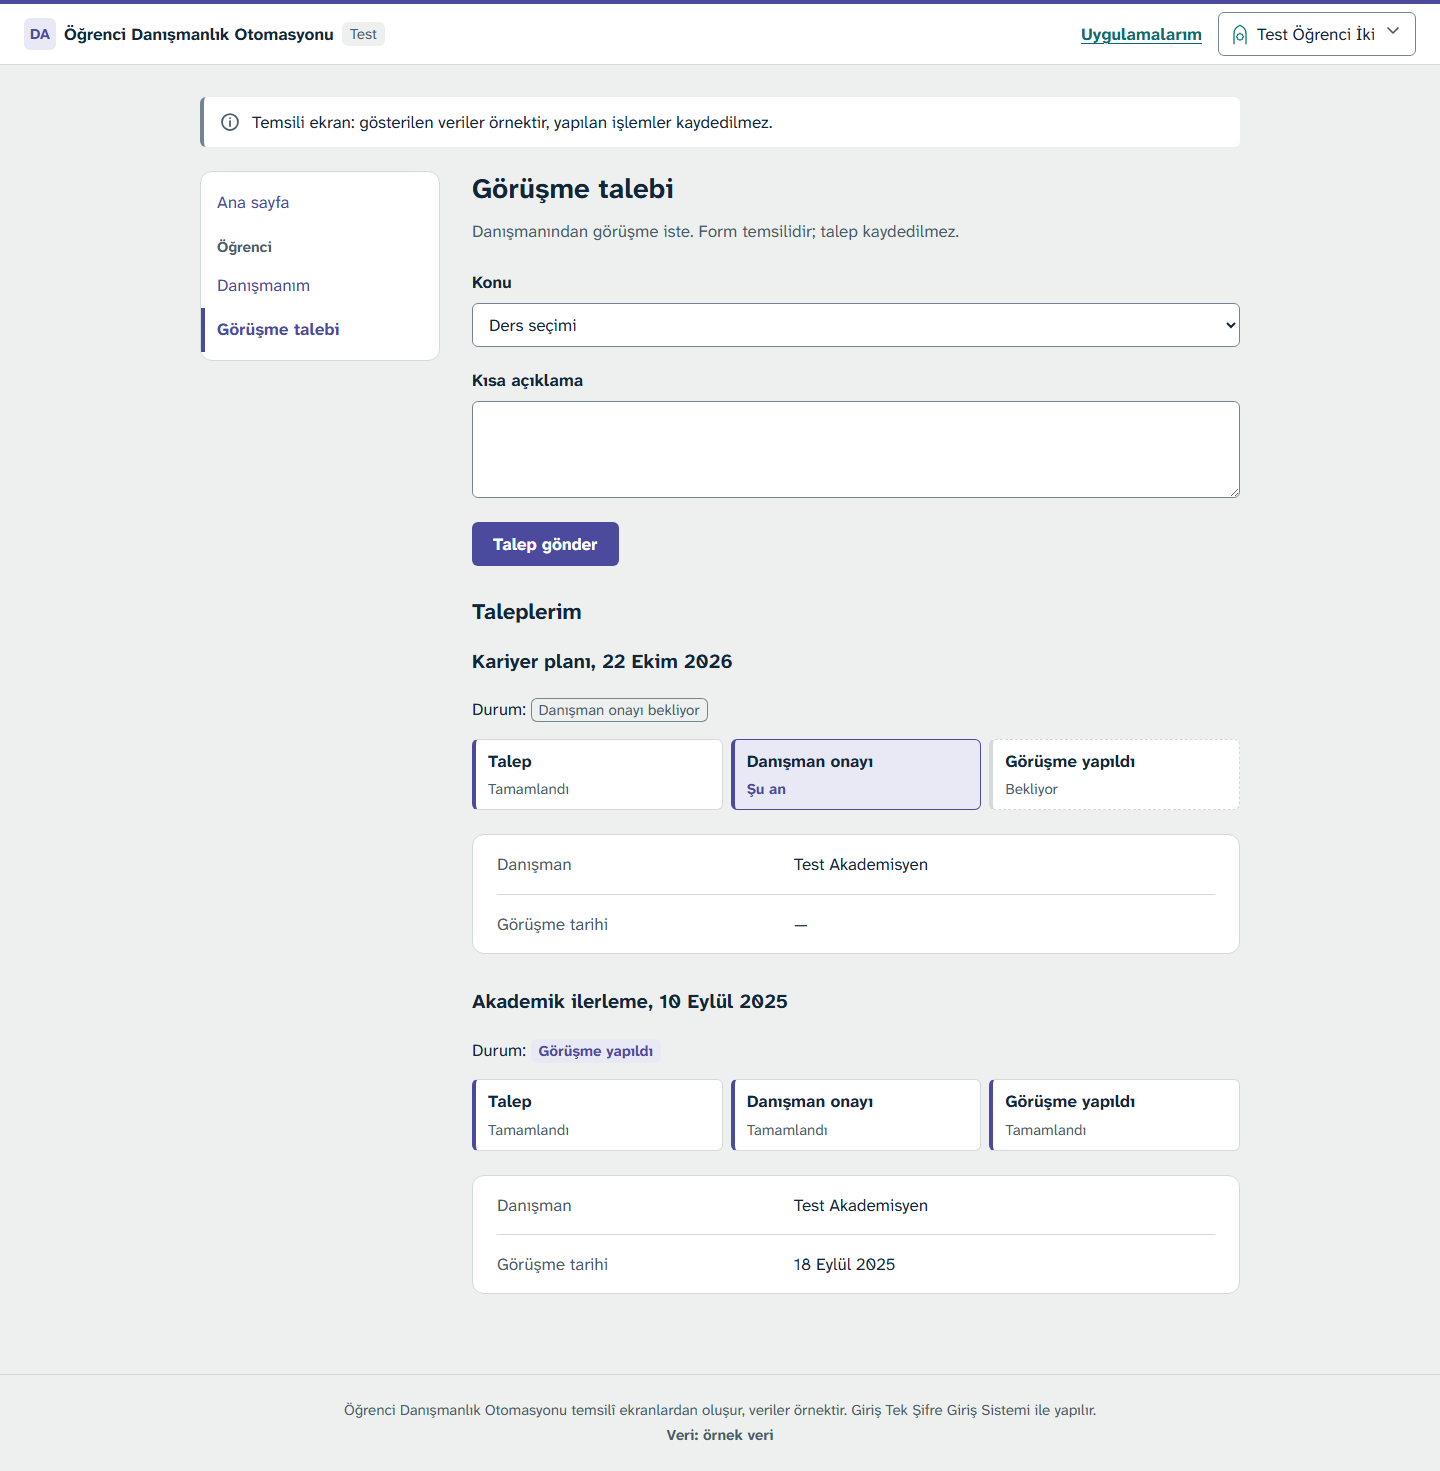 DA Öğrenci Danışmanlık Otomasyonu Test
Uygulamalarım
Test Öğrenci İki
Temsili ekran: gösterilen veriler örnektir, yapılan işlemler kaydedilmez.
Ana sayfa
Öğrenci
Danışmanım
Görüşme talebi
Görüşme talebi
Danışmanından görüşme iste. Form temsilidir; talep kaydedilmez.
Konu
Ders seçimi
Kısa açıklama
Talep gönder
Taleplerim
Kariyer planı, 22 Ekim 2026
Durum: Danışman onayı bekliyor
Talep
Tamamlandı
Danışman onayı
Şu an
Görüşme yapıldı
Bekliyor
Danışman Test Akademisyen
Görüşme tarihi —
Akademik ilerleme, 10 Eylül 2025
Durum: Görüşme yapıldı
Talep
Tamamlandı
Danışman onayı
Tamamlandı
Görüşme yapıldı
Tamamlandı
Danışman Test Akademisyen
Görüşme tarihi 18 Eylül 2025
Öğrenci Danışmanlık Otomasyonu temsilî ekranlardan oluşur, veriler örnektir. Giriş Tek Şifre Giriş Sistemi ile yapılır.
Veri: örnek veri